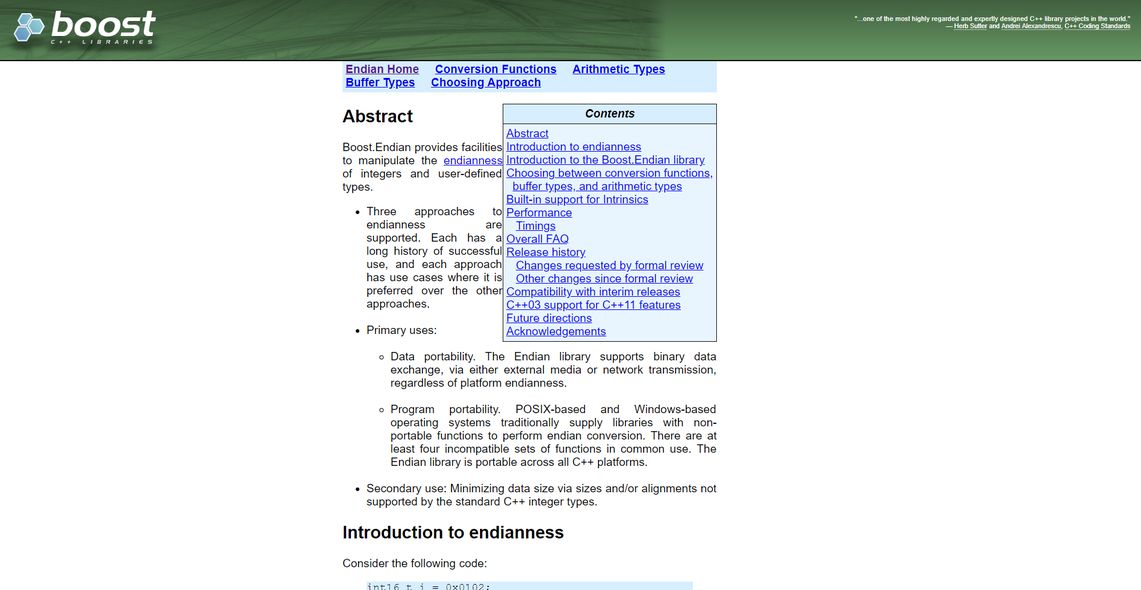 boost
C++ LIBRARIES
"...one of the most highly regarded and expertly designed C++ library projects in the world."
— Herb Sutter and Andrei Alexandrescu, C++ Coding Standards
Endian Home Conversion Functions Arithmetic Types
Buffer Types Choosing Approach
Abstract
Boost.Endian provides facilities
to manipulate the endianness
of integers and user-defined
types.
• Three approaches to
endianness are
supported. Each has a
long history of successful
use, and each approach
has use cases where it is
preferred over the other
approaches.
Contents
Abstract
Introduction to endianness
Introduction to the Boost.Endian library
Choosing between conversion functions,
buffer types, and arithmetic types
Built-in support for Intrinsics
Performance
Timings
Overall FAQ
Release history
Changes requested by formal review
Other changes since formal review
Compatibility with interim releases
C++03 support for C++11 features
Future directions
Acknowledgements
• Primary uses:
◦ Data portability. The Endian library supports binary data
exchange, via either external media or network transmission,
regardless of platform endianness.
◦ Program portability. POSIX-based and Windows-based
operating systems traditionally supply libraries with non-
portable functions to perform endian conversion. There are at
least four incompatible sets of functions in common use. The
Endian library is portable across all C++ platforms.
• Secondary use: Minimizing data size via sizes and/or alignments not
supported by the standard C++ integer types.
Introduction to endianness
Consider the following code:
int16_t i = 0x0102;